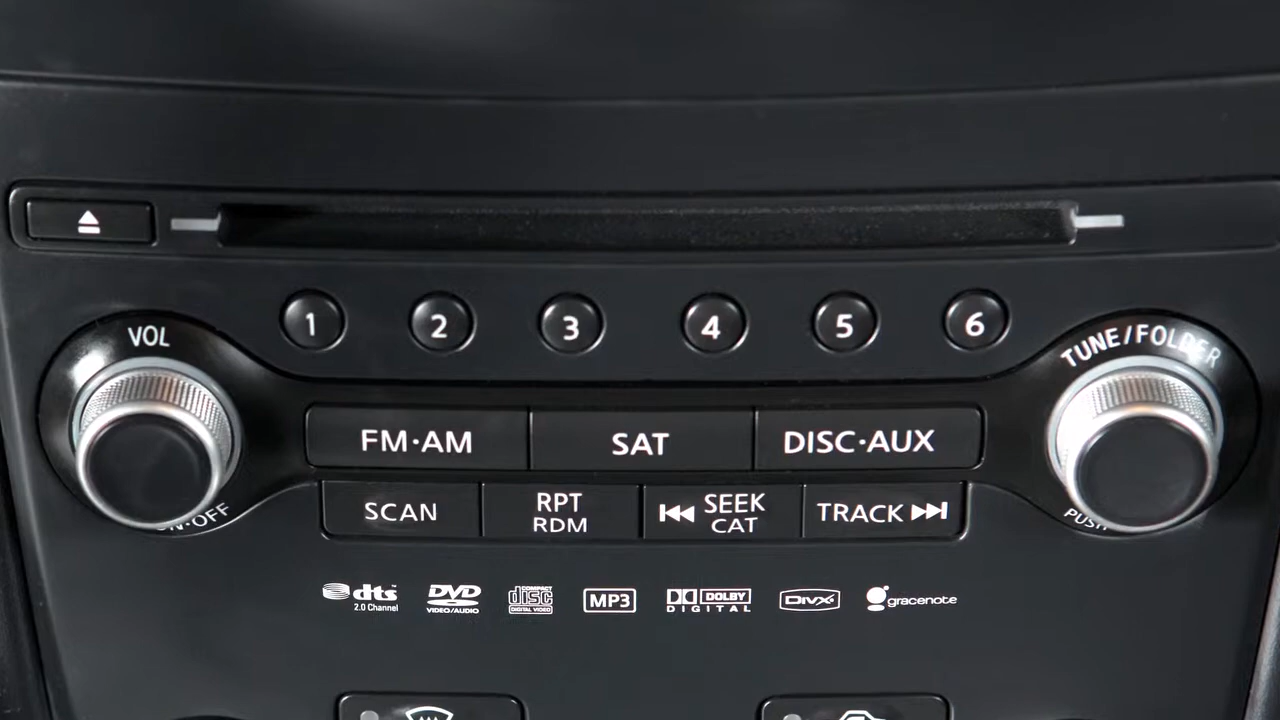 1 2 3 4 5 6
VOL
TUNE/FOLDER
FM·AM SAT DISC·AUX
ON·OFF
PUSH
SCAN RPT SEEK TRACK
RDM CAT
dts DVD COMPACT disc MP3 DOLBY DIVX gracenote
2.0 Channel VIDEO/AUDIO DIGITAL VIDEO DIGITAL